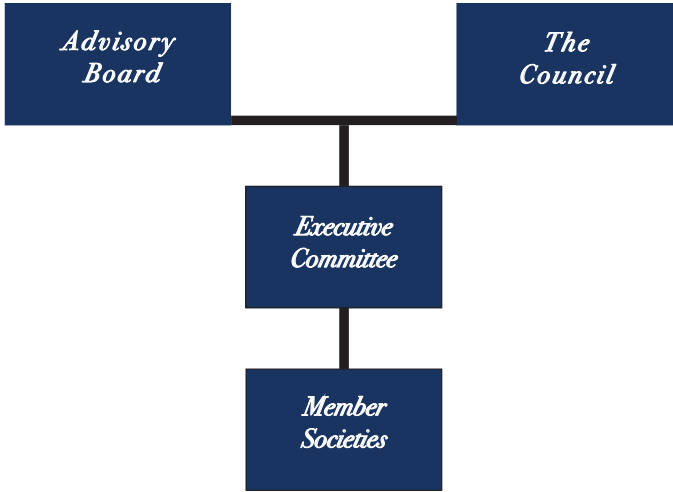 Advisory
Board
The
Council
Executive
Committee
Member
Societies